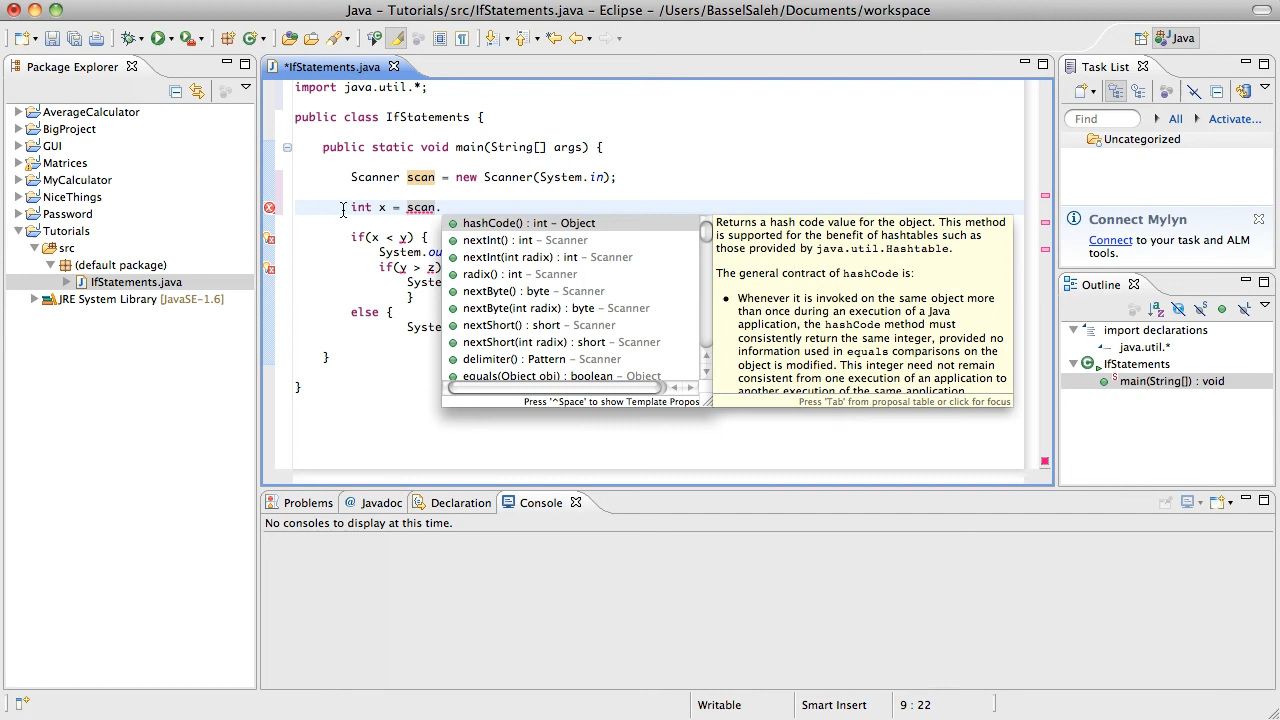 Java - Tutorials/src/IfStatements.java - Eclipse - /Users/BasselSaleh/Documents/workspace
Java
Package Explorer
AverageCalculator
BigProject
GUI
Matrices
MyCalculator
NiceThings
Password
Tutorials
src
(default package)
IfStatements.java
JRE System Library [JavaSE-1.6]
*IfStatements.java
import java.util.*;
public class IfStatements {
public static void main(String[] args) {
Scanner scan = new Scanner(System.in);
int x = scan.
if(x < y) {
System.ou
if(y > z)
Syste
}
else {
System
}
}
hashCode() : int - Object
nextInt() : int - Scanner
nextInt(int radix) : int - Scanner
radix() : int - Scanner
nextByte() : byte - Scanner
nextByte(int radix) : byte - Scanner
nextShort() : short - Scanner
nextShort(int radix) : short - Scanner
delimiter() : Pattern - Scanner
equals(Object obj) : boolean - Object
Press '^Space' to show Template Propos
Returns a hash code value for the object. This method
is supported for the benefit of hashtables such as
those provided by java.util.Hashtable.
The general contract of hashCode is:
• Whenever it is invoked on the same object more
than once during an execution of a Java
application, the hashCode method must
consistently return the same integer, provided no
information used in equals comparisons on the
object is modified. This integer need not remain
consistent from one execution of an application to
another execution of the same application.
Press 'Tab' from proposal table or click for focus
Task List
Find
All
Activate...
Uncategorized
Connect Mylyn
Connect to your task and ALM
tools.
Outline
import declarations
java.util.*
IfStatements
main(String[]) : void
Problems
@ Javadoc
Declaration
Console
No consoles to display at this time.
Writable
Smart Insert
9 : 22